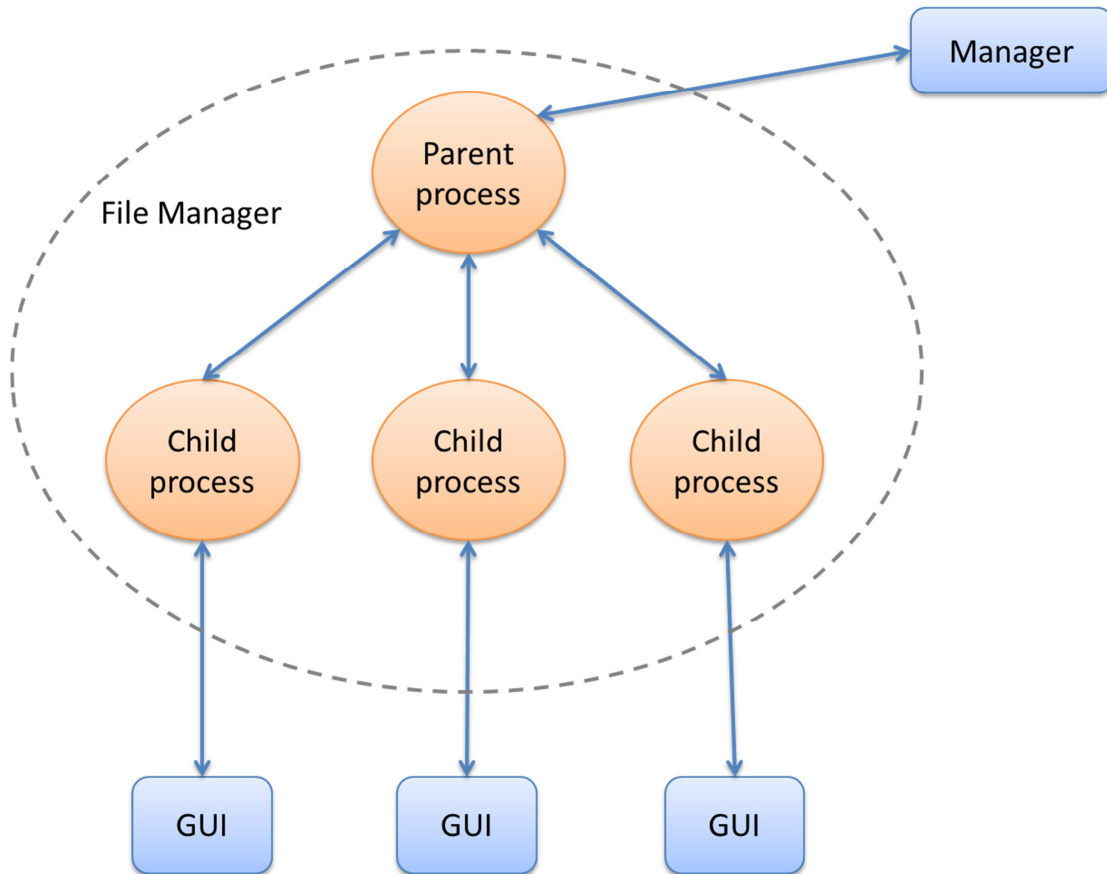 Manager
Parent
process
File Manager
Child
process
Child
process
Child
process
GUI
GUI
GUI